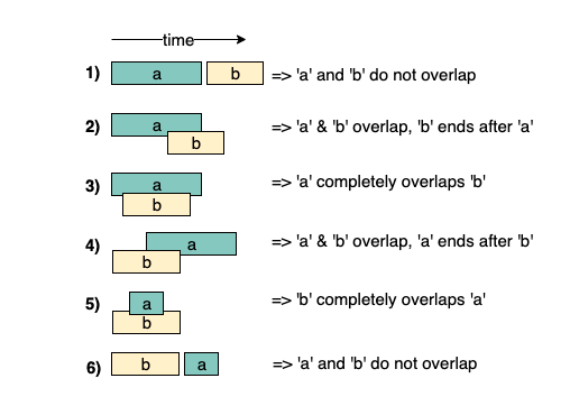 time
1) a b => 'a' and 'b' do not overlap
2) a b => 'a' & 'b' overlap, 'b' ends after 'a'
3) a b => 'a' completely overlaps 'b'
4) a b => 'a' & 'b' overlap, 'a' ends after 'b'
5) a b => 'b' completely overlaps 'a'
6) b a => 'a' and 'b' do not overlap